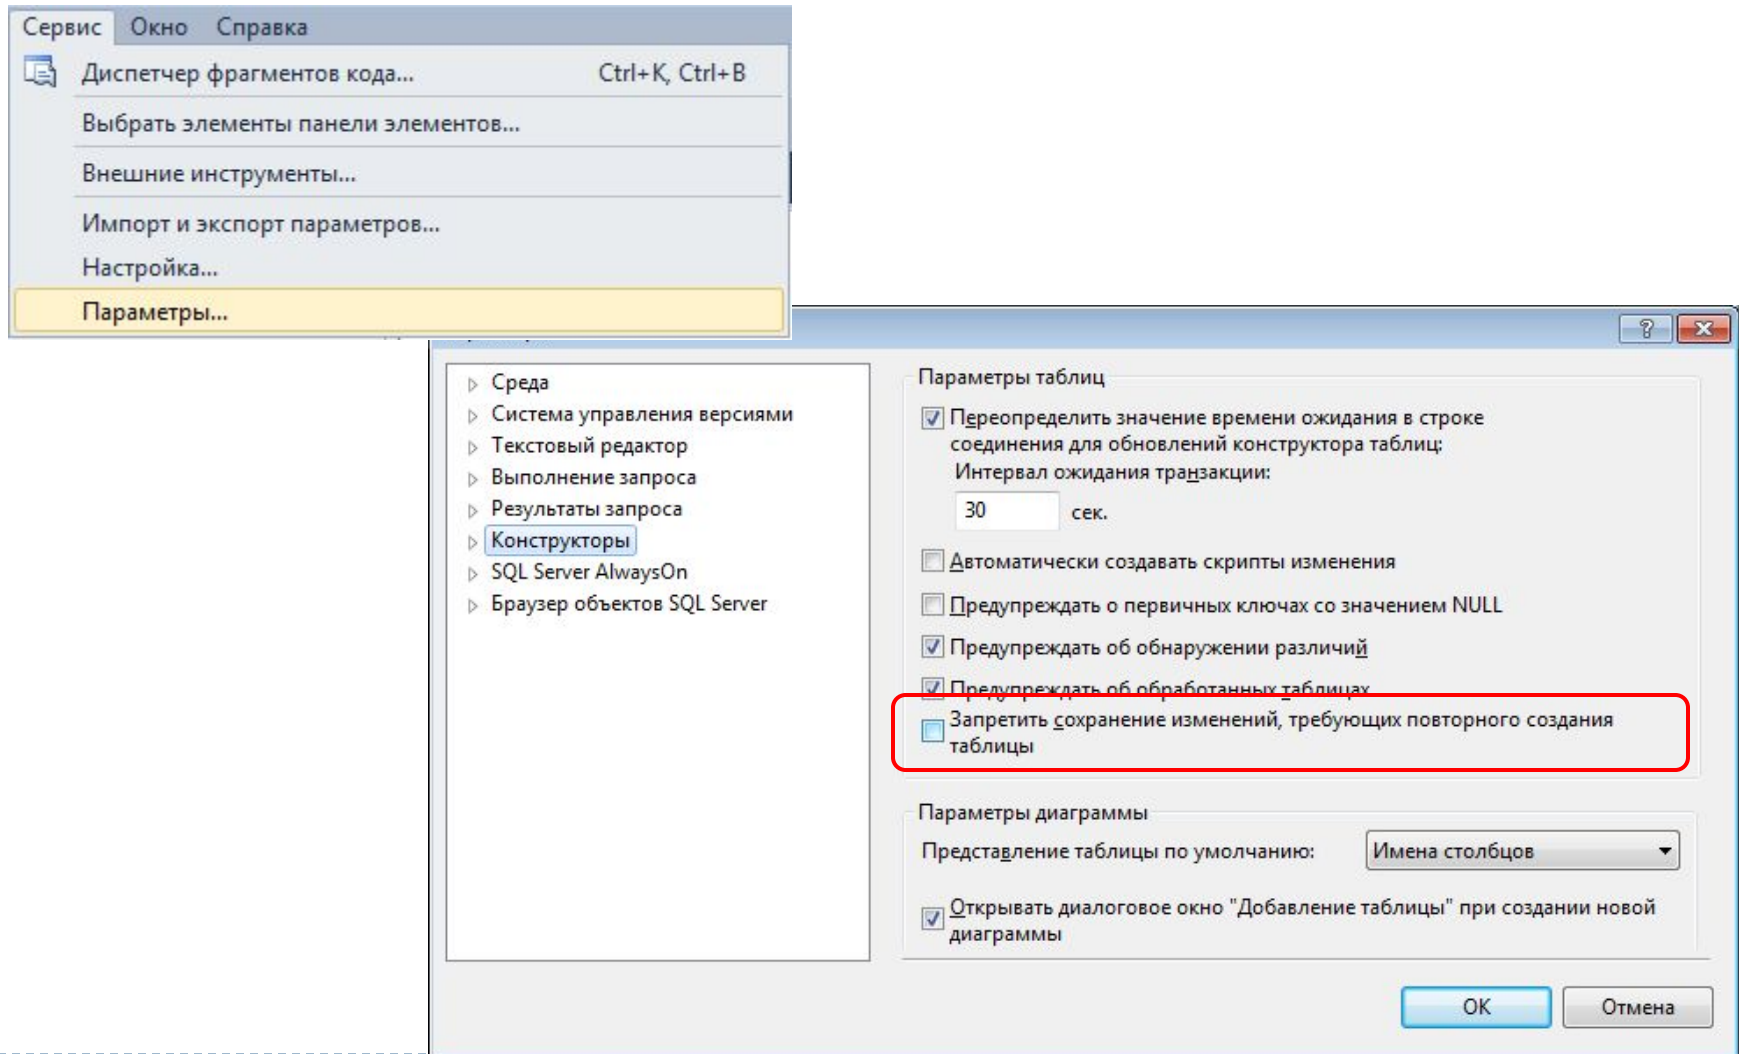 Сервис Окно Справка
Диспетчер фрагментов кода... Ctrl+K, Ctrl+B
Выбрать элементы панели элементов...
Внешние инструменты...
Импорт и экспорт параметров...
Настройка...
Параметры...
Среда
Система управления версиями
Текстовый редактор
Выполнение запроса
Результаты запроса
Конструкторы
SQL Server AlwaysOn
Браузер объектов SQL Server
Параметры таблиц
Переопределить значение времени ожидания в строке
соединения для обновлений конструктора таблиц:
Интервал ожидания транзакции:
30 сек.
Автоматически создавать скрипты изменения
Предупреждать о первичных ключах со значением NULL
Предупреждать об обнаружении различий
Предупреждать об обработанных таблицах
Запретить сохранение изменений, требующих повторного создания
таблицы
Параметры диаграммы
Представление таблицы по умолчанию: Имена столбцов
Открывать диалоговое окно "Добавление таблицы" при создании новой
диаграммы
OK Отмена